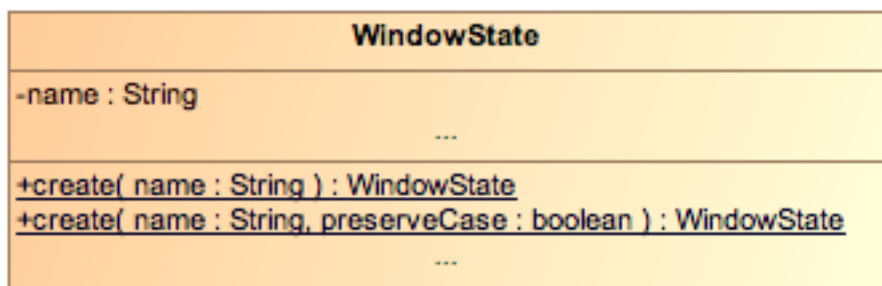 WindowState
-name : String
...
+create( name : String ) : WindowState
+create( name : String, preserveCase : boolean ) : WindowState
...